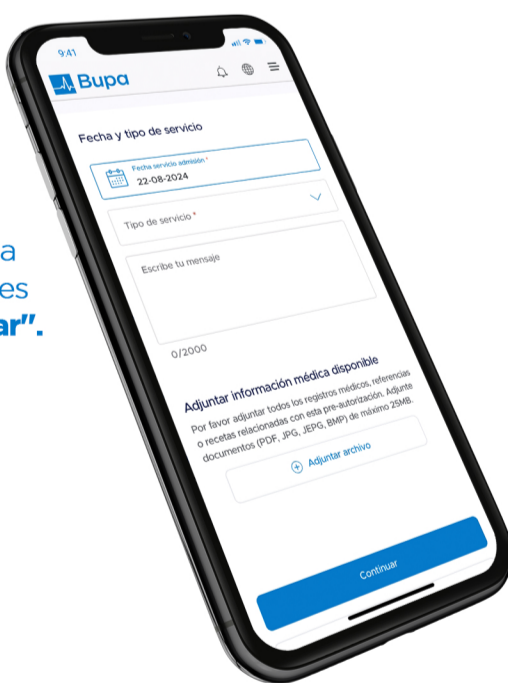 a
es
ar".
9:41
Bupa
Fecha y tipo de servicio
Fecha servicio admisión *
22-08-2024
Tipo de servicio *
Escribe tu mensaje
0/2000
Adjuntar información médica disponible
Por favor adjuntar todos los registros médicos, referencias
o recetas relacionadas con esta pre-autorización. Adjunte
documentos (PDF, JPG, JEPG, BMP) de máximo 25MB.
Adjuntar archivo
Continuar